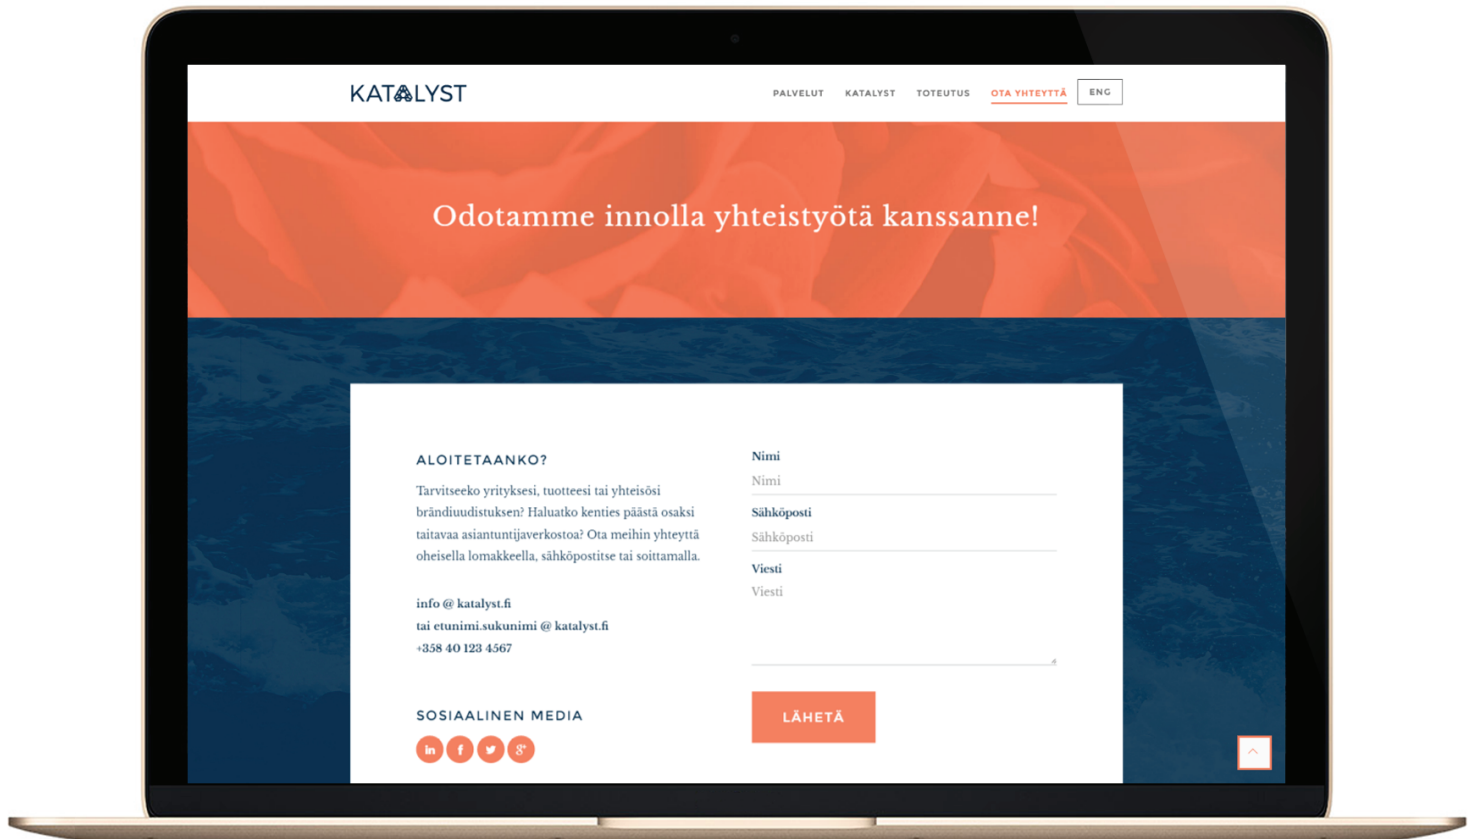 KATALYST
PALVELUT KATALYST TOTEUTUS OTA YHTEYTTÄ ENG
Odotamme innolla yhteistyötä kanssanne!
ALOITETAANKO?
Tarvitseeko yrityksesi, tuotteesi tai yhteisösi
brändiuudistuksen? Haluatko kenties päästä osaksi
taitavaa asiantuntijaverkostoa? Ota meihin yhteyttä
oheisella lomakkeella, sähköpostitse tai soittamalla.
info @ katalyst.fi
tai etunimi.sukunimi @ katalyst.fi
+358 40 123 4567
SOSIAALINEN MEDIA
in f g+
Nimi
Nimi
Sähköposti
Sähköposti
Viesti
Viesti
LÄHETÄ